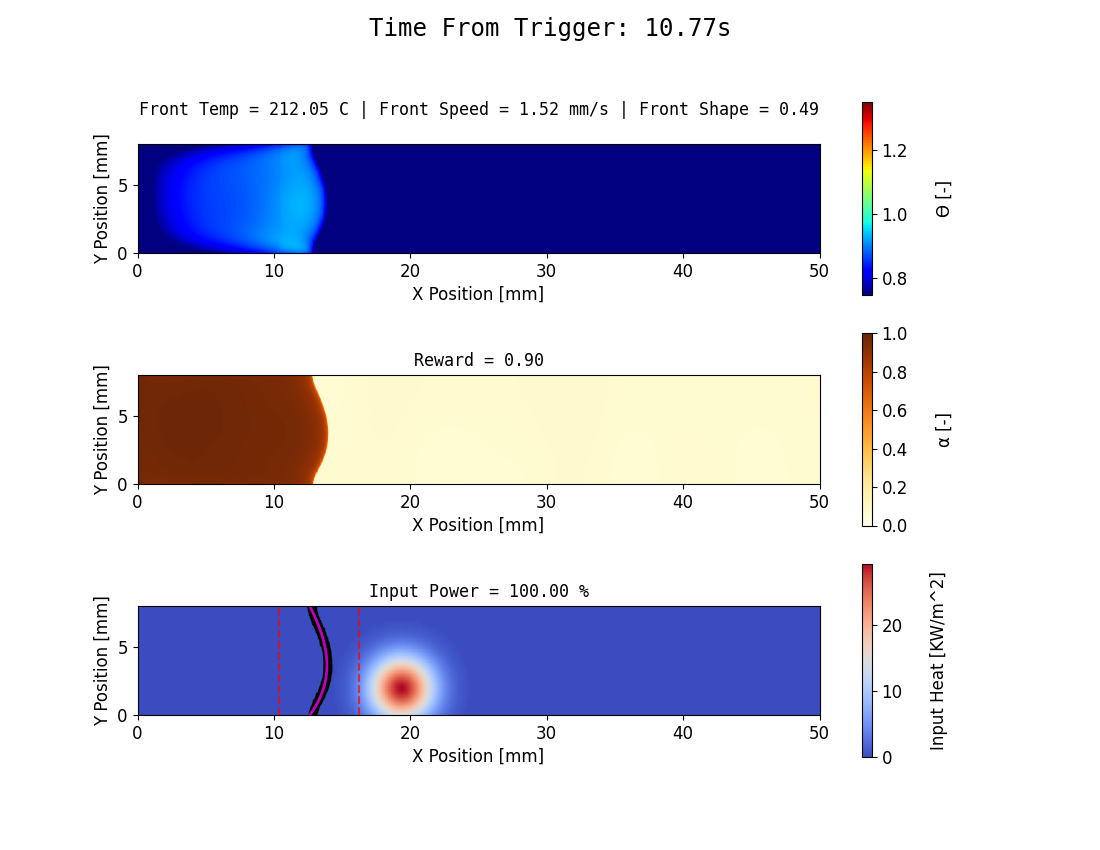 Time From Trigger: 10.77s
Front Temp = 212.05 C | Front Speed = 1.52 mm/s | Front Shape = 0.49
Y Position [mm]
5
0
0 10 20 30 40 50
X Position [mm]
1.2
1.0
0.8
Θ [-]
Reward = 0.90
Y Position [mm]
5
0
0 10 20 30 40 50
X Position [mm]
1.0
0.8
0.6
0.4
0.2
0.0
α [-]
Input Power = 100.00 %
Y Position [mm]
5
0
0 10 20 30 40 50
X Position [mm]
20
10
0
Input Heat [KW/m^2]